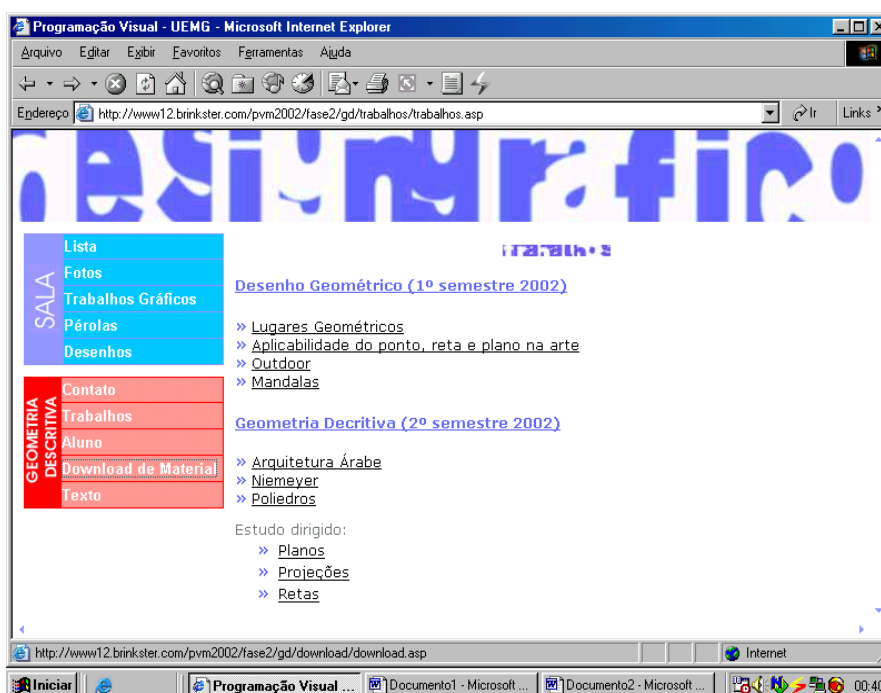 Programação Visual - UEMG - Microsoft Internet Explorer
Arquivo Editar Exibir Favoritos Ferramentas Ajuda
Endereço http://www12.brinkster.com/pvm2002/fase2/gd/trabalhos/trabalhos.asp Ir Links
designgráfico
SALA
Lista
Fotos
Trabalhos Gráficos
Pérolas
Desenhos
GEOMETRIA
DESCRITIVA
Contato
Trabalhos
Aluno
Download de Material
Texto
Trabalhos
Desenho Geométrico (1º semestre 2002)
» Lugares Geométricos
» Aplicabilidade do ponto, reta e plano na arte
» Outdoor
» Mandalas
Geometria Decritiva (2º semestre 2002)
» Arquitetura Árabe
» Niemeyer
» Poliedros
Estudo dirigido:
» Planos
» Projeções
» Retas
http://www12.brinkster.com/pvm2002/fase2/gd/download/download.asp Internet
Iniciar Programação Visual ... Documento1 - Microsoft ... Documento2 - Microsoft ... 00:40